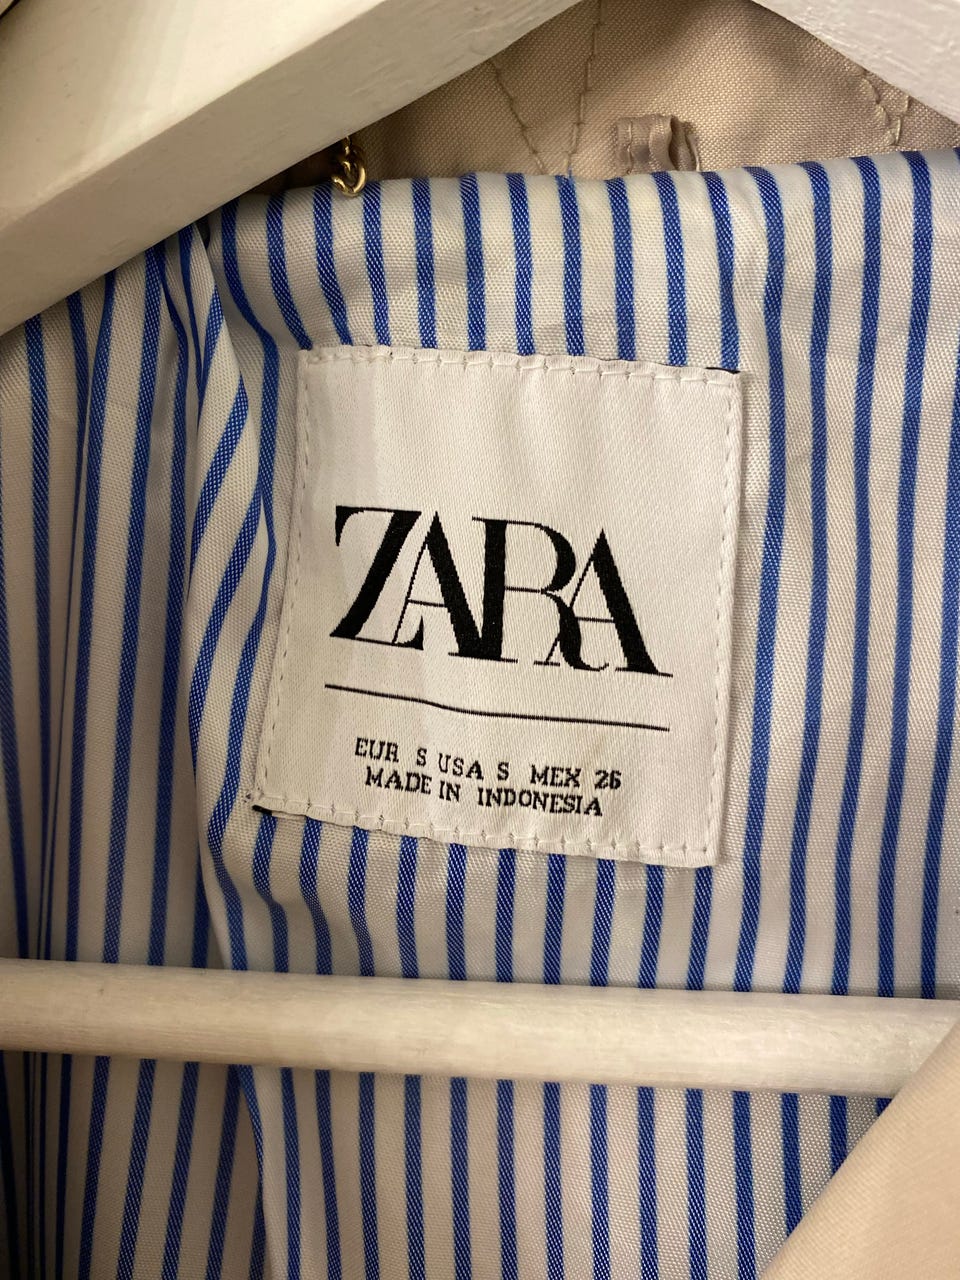 ZARA
EUR S USA S MEX 26
MADE IN INDONESIA